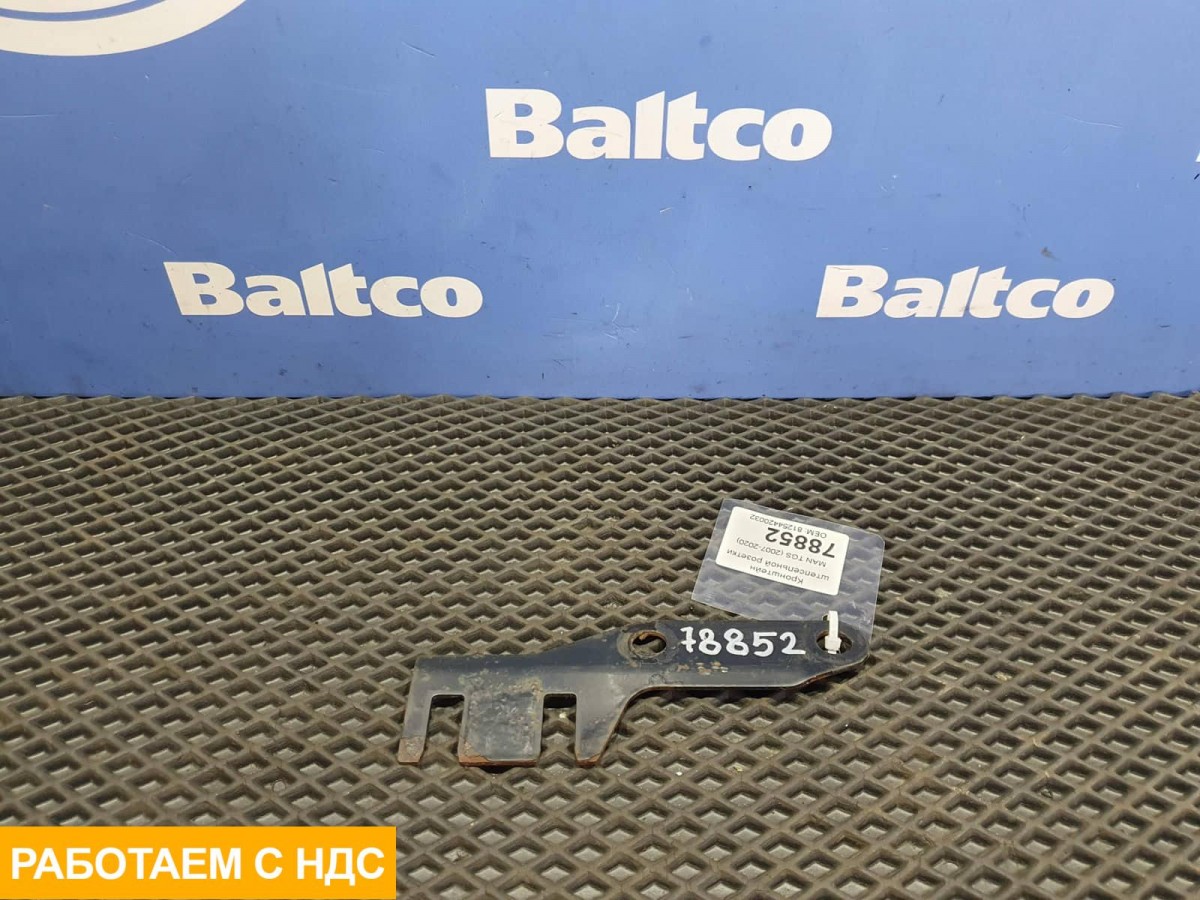 Baltco
Baltco
Baltco
Кронштейн
штепсельной розетки
MAN TGS (2007-2020)
78852
OEM: 81254420032
78852
РАБОТАЕМ С НДС